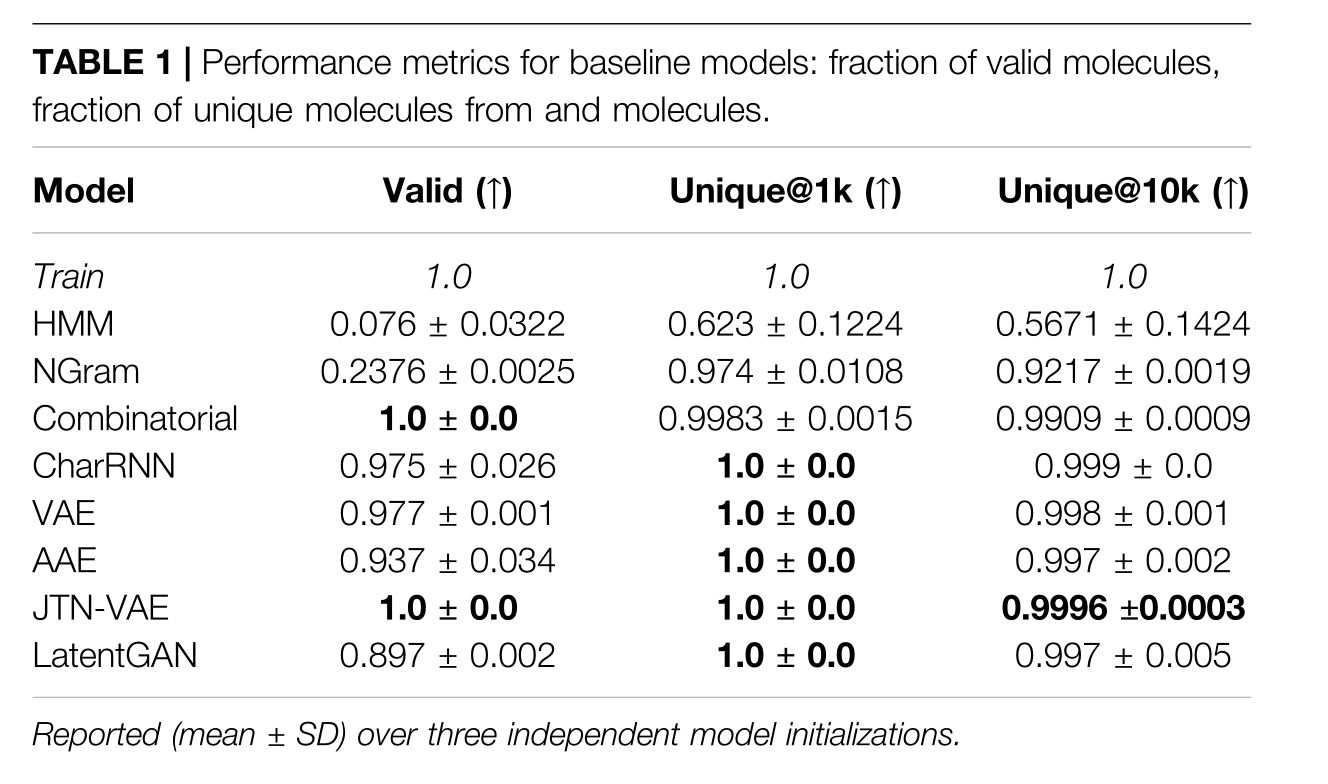 TABLE 1 | Performance metrics for baseline models: fraction of valid molecules,
fraction of unique molecules from and molecules.
Model Valid (↑) Unique@1k (↑) Unique@10k (↑)
Train 1.0 1.0 1.0
HMM 0.076 ± 0.0322 0.623 ± 0.1224 0.5671 ± 0.1424
NGram 0.2376 ± 0.0025 0.974 ± 0.0108 0.9217 ± 0.0019
Combinatorial 1.0 ± 0.0 0.9983 ± 0.0015 0.9909 ± 0.0009
CharRNN 0.975 ± 0.026 1.0 ± 0.0 0.999 ± 0.0
VAE 0.977 ± 0.001 1.0 ± 0.0 0.998 ± 0.001
AAE 0.937 ± 0.034 1.0 ± 0.0 0.997 ± 0.002
JTN-VAE 1.0 ± 0.0 1.0 ± 0.0 0.9996 ±0.0003
LatentGAN 0.897 ± 0.002 1.0 ± 0.0 0.997 ± 0.005
Reported (mean ± SD) over three independent model initializations.